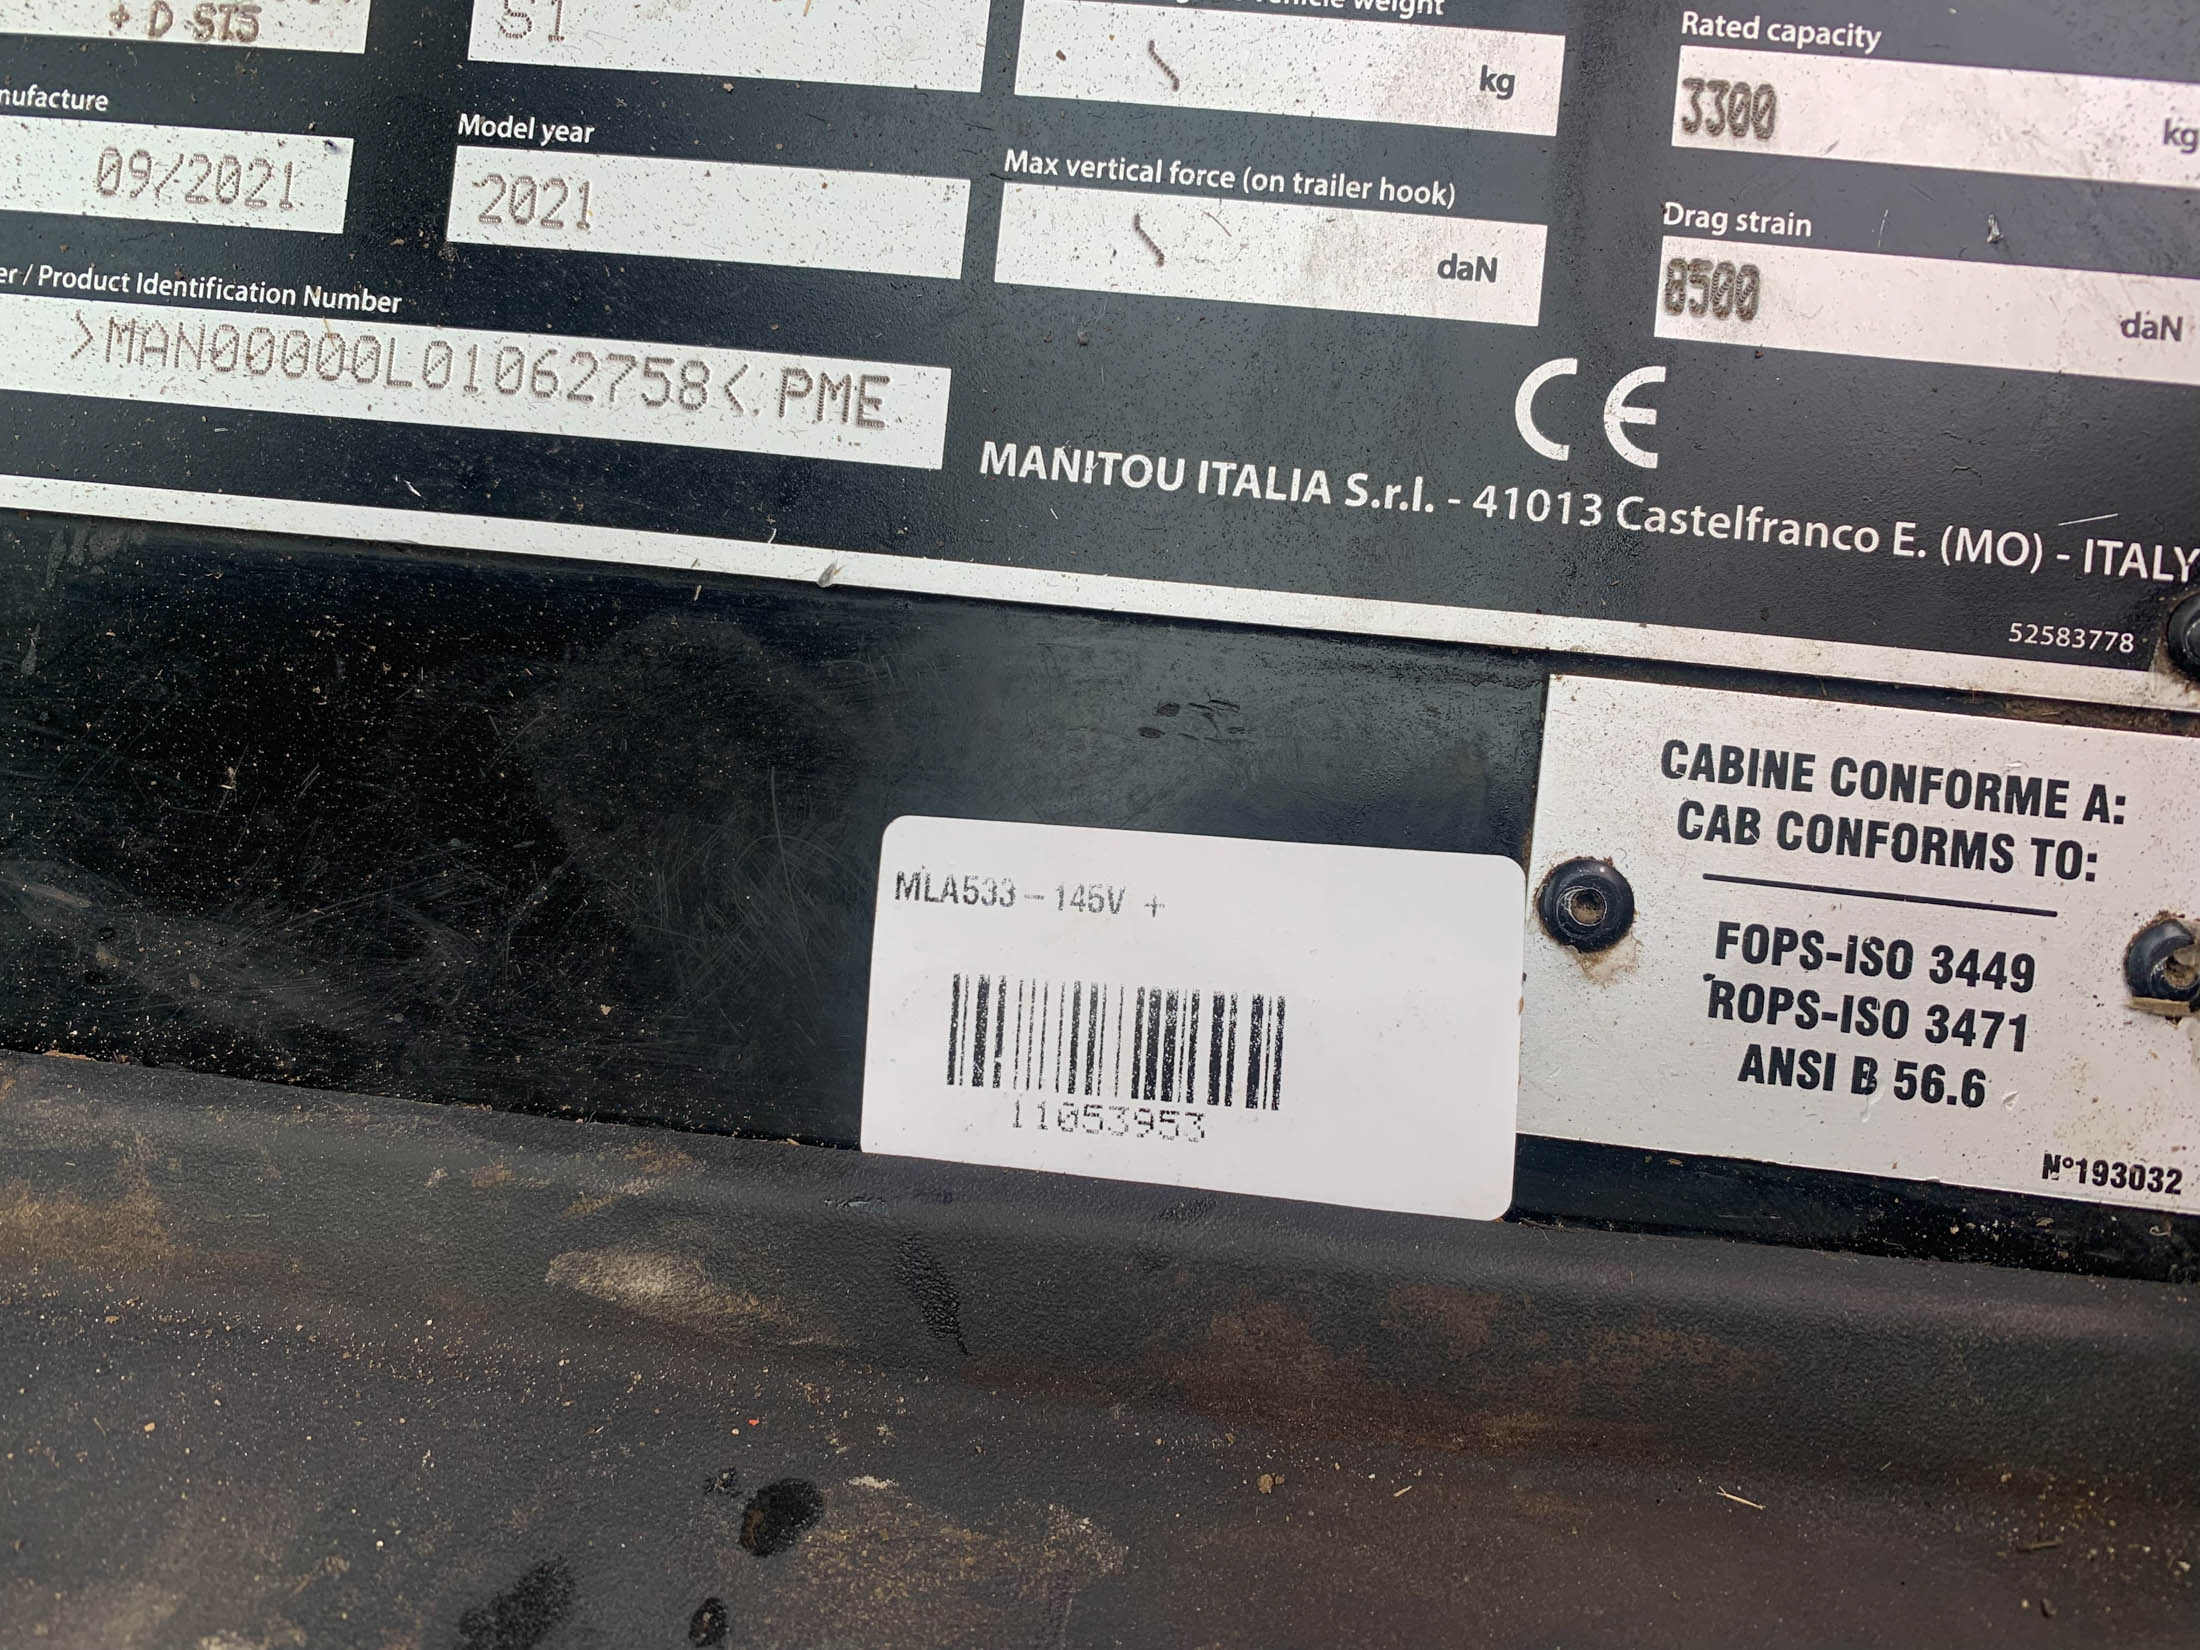 + D ST5
S1
weight
kg
Rated capacity
3300 kg
nufacture
09/2021
Model year
2021
Max vertical force (on trailer hook)
daN
Drag strain
8500 daN
er / Product Identification Number
>MAN00000L01062758<. PME
CE
MANITOU ITALIA S.r.l. - 41013 Castelfranco E. (MO) - ITALY
52583778
CABINE CONFORME A:
CAB CONFORMS TO:
FOPS-ISO 3449
ROPS-ISO 3471
ANSI B 56.6
N°193032
MLA533-145V +
11053953